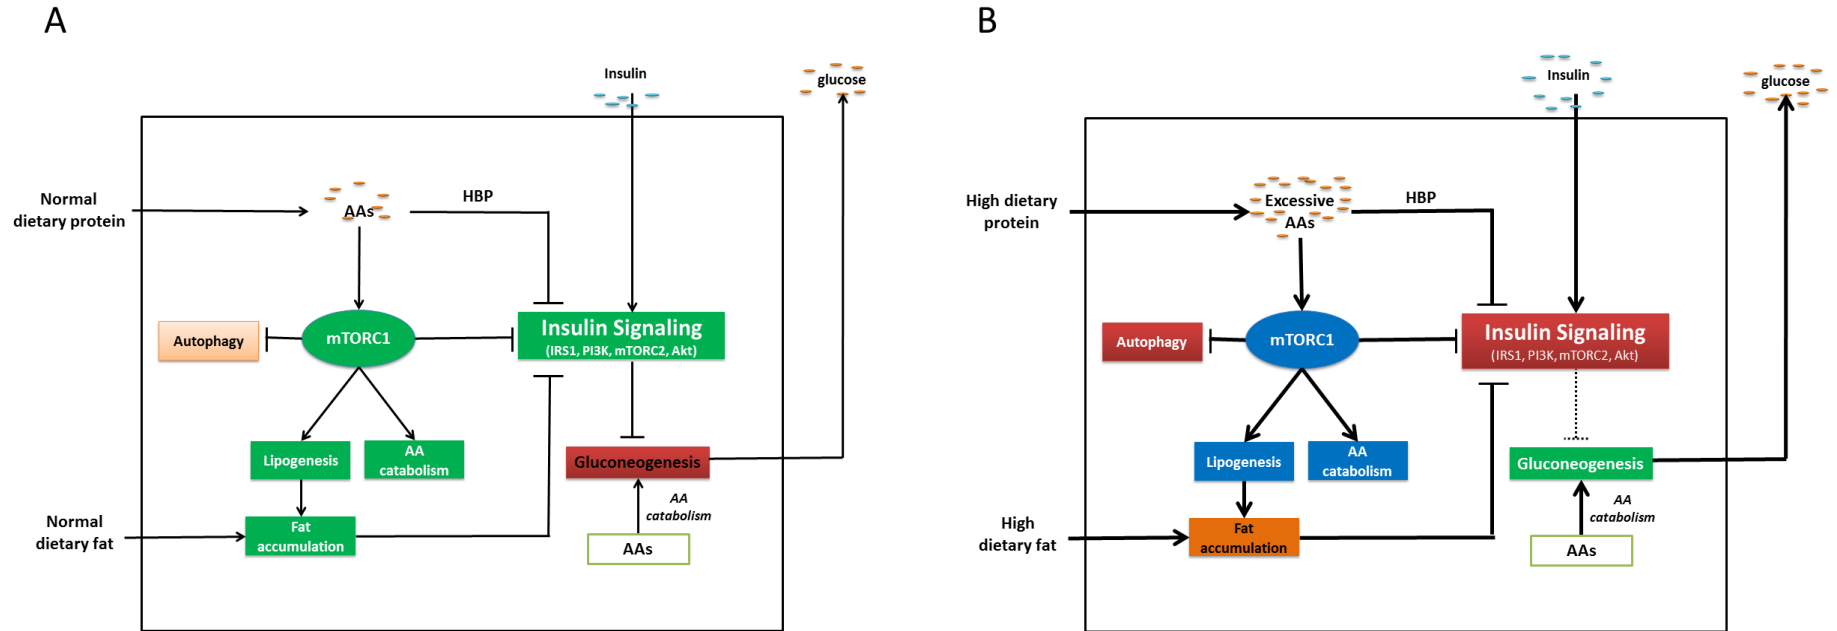 A
Insulin
glucose
Normal
dietary protein
AAs
HBP
Autophagy
mTORC1
Insulin Signaling
(IRS1, PI3K, mTORC2, Akt)
Lipogenesis
AA
catabolism
Gluconeogenesis
AA
catabolism
Normal
dietary fat
Fat
accumulation
AAs
B
Insulin
glucose
High dietary
protein
Excessive
AAs
HBP
Autophagy
mTORC1
Insulin Signaling
(IRS1, PI3K, mTORC2, Akt)
Lipogenesis
AA
catabolism
Gluconeogenesis
AA
catabolism
High
dietary fat
Fat
accumulation
AAs